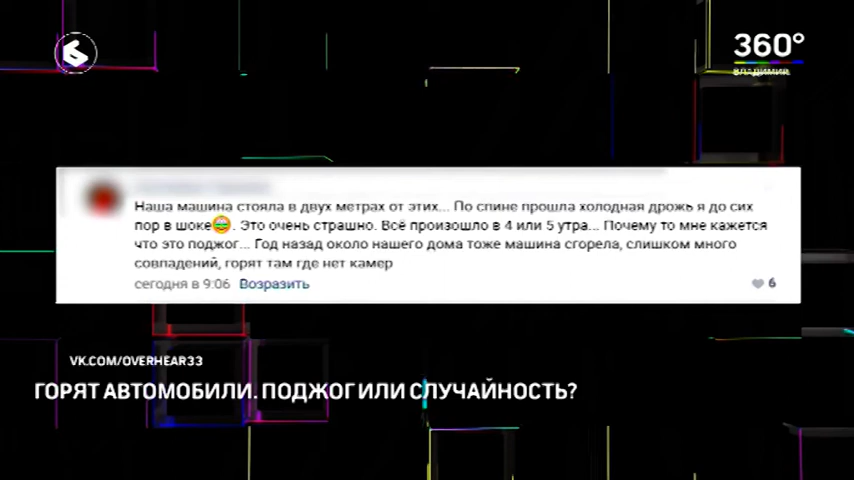 360°
ВЛАДИМИР
Наша машина стояла в двух метрах от этих... По спине прошла холодная дрожь я до сих
пор в шоке. Это очень страшно. Всё произошло в 4 или 5 утра... Почему то мне кажется
что это поджог... Год назад около нашего дома тоже машина сгорела, слишком много
совпадений, горят там где нет камер
сегодня в 9:06 Возразить
6
VK.COM/OVERHEAR33
ГОРЯТ АВТОМОБИЛИ. ПОДЖОГ ИЛИ СЛУЧАЙНОСТЬ?